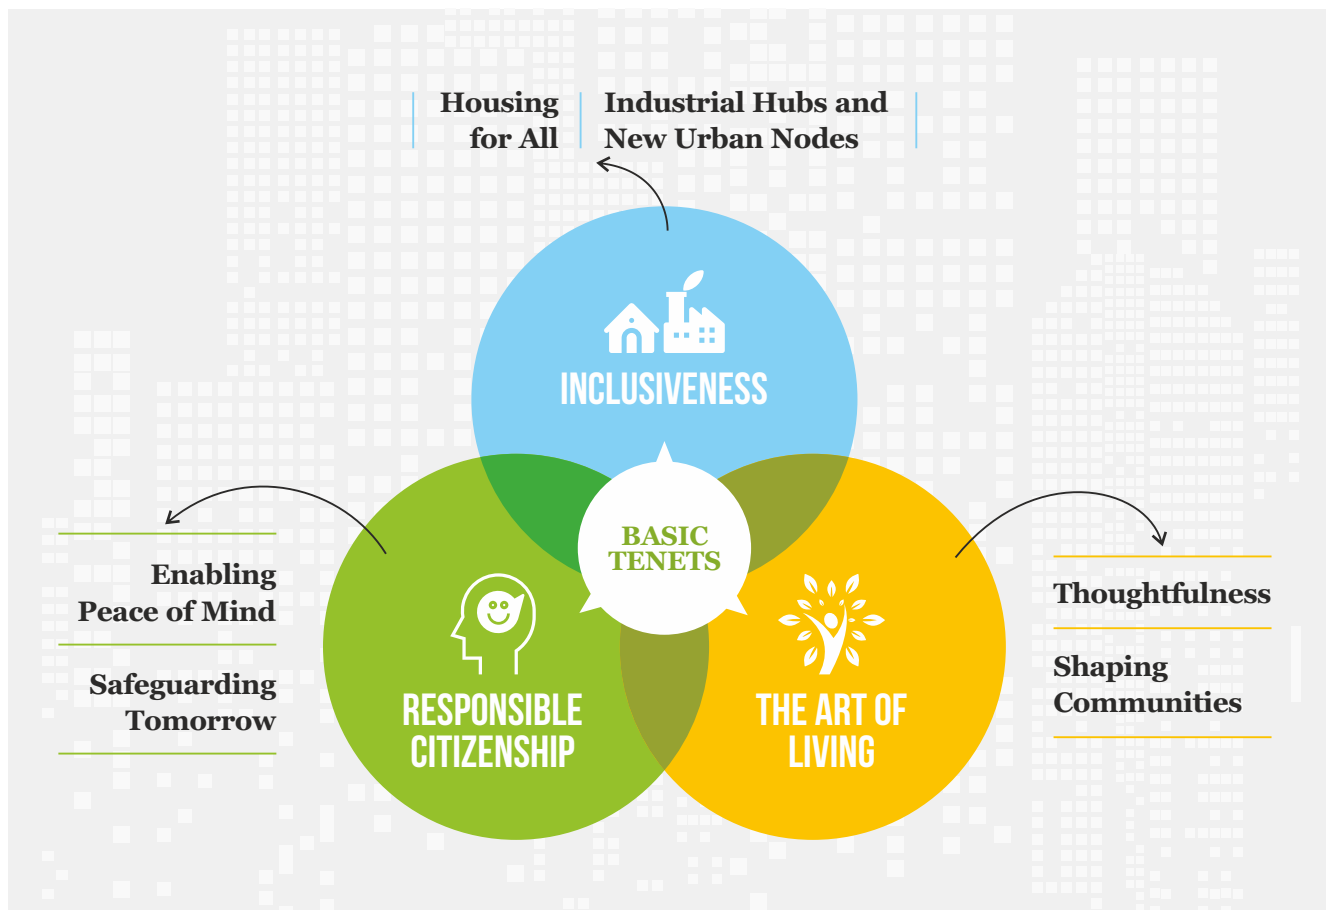 Housing
for All
Industrial Hubs and
New Urban Nodes
INCLUSIVENESS
BASIC
TENETS
Enabling
Peace of Mind
Safeguarding
Tomorrow
RESPONSIBLE
CITIZENSHIP
THE ART OF
LIVING
Thoughtfulness
Shaping
Communities